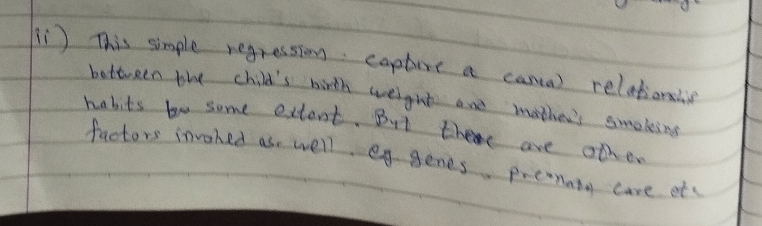 ii) This simple regression capture a casual relationship
between the child's birth weight and mother's smoking
habits to some extent. But there are other
factors involved as well. eg genes, pre-natal care etc